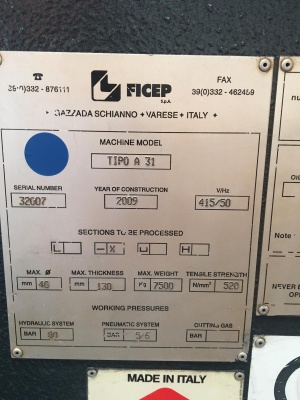 ☎ FICEP FAX
39(0)332 - 876111 S.p.A. 39(0)332 - 462459
GAZZADA SCHIANNO + VARESE + ITALY +
MACHINE MODEL
TIPO A 31
SERIAL NUMBER YEAR OF CONSTRUCTION V/Hz
32607 2009 415/50
SECTIONS TO BE PROCESSED
MAX. Ø MAX. THICKNESS MAX. WEIGHT TENSILE STRENGTH
mm mm 130 Kg 7500 N/mm² 520
WORKING PRESSURES
HYDRAULIC SYSTEM PNEUMATIC SYSTEM CUTTING GAS
BAR BAR 5/6 BAR
MADE IN ITALY
Note
NEVER